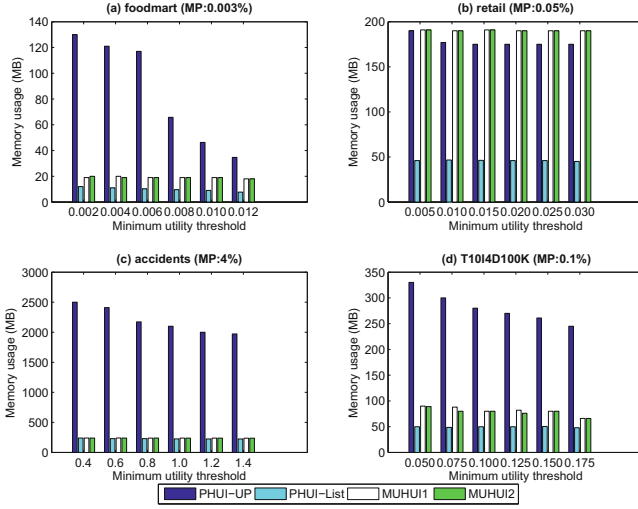 (a) foodmart (MP:0.003%)
Memory usage (MB)
140
120
100
80
60
40
20
0
0.002 0.004 0.006 0.008 0.010 0.012
Minimum utility threshold
(b) retail (MP:0.05%)
Memory usage (MB)
200
150
100
50
0
0.005 0.010 0.015 0.020 0.025 0.030
Minimum utility threshold
(c) accidents (MP:4%)
Memory usage (MB)
3000
2500
2000
1500
1000
500
0
0.4 0.6 0.8 1.0 1.2 1.4
Minimum utility threshold
(d) T10I4D100K (MP:0.1%)
Memory usage (MB)
350
300
250
200
150
100
50
0
0.050 0.075 0.100 0.125 0.150 0.175
Minimum utility threshold
PHUI-UP PHUI-List MUHUI1 MUHUI2